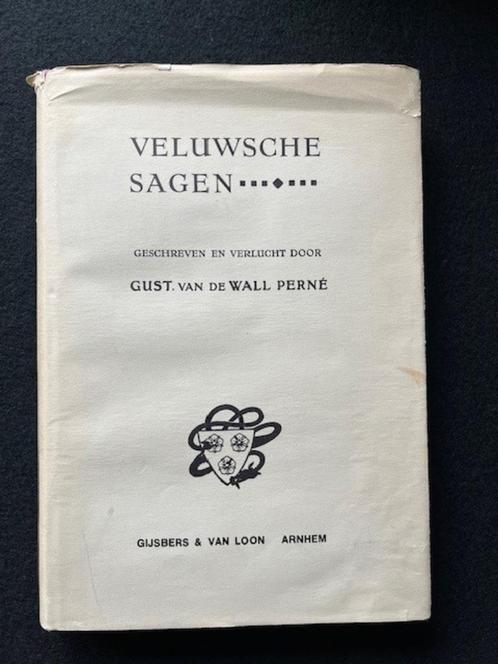 VELUWSCHE
SAGEN
GESCHREVEN EN VERLUCHT DOOR
GUST. VAN DE WALL PERNÉ
GIJSBERS & VAN LOON ARNHEM